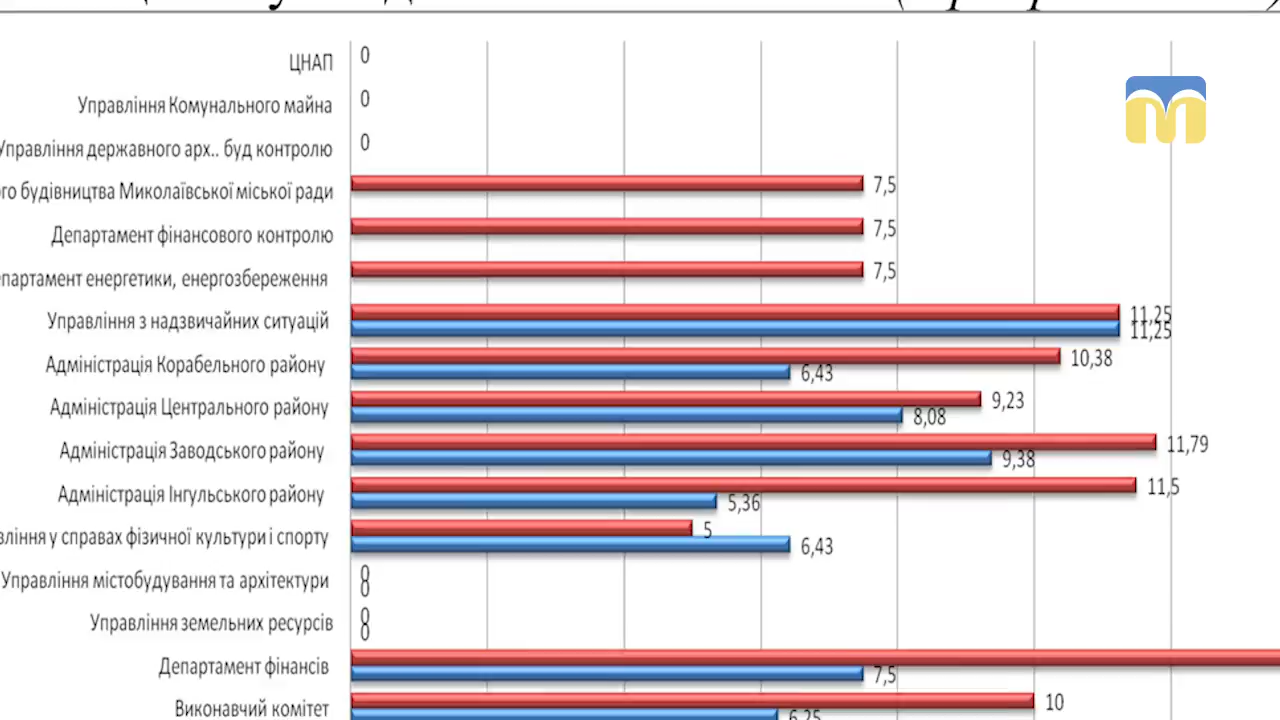 ЦНАП 0
Управління Комунального майна 0
Управління державного арх.. буд контролю 0
будівництва Миколаївської міської ради 7,5
Департамент фінансового контролю 7,5
енергетики, енергозбереження 7,5
Управління з надзвичайних ситуацій 11,25
11,25
Адміністрація Корабельного району 10,38
6,43
Адміністрація Центрального району 9,23
8,08
Адміністрація Заводського району 11,79
9,38
Адміністрація Інгульського району 11,5
5,36
у справах фізичної культури і спорту 5
6,43
Управління містобудування та архітектури 0
0
Управління земельних ресурсів 0
0
Департамент фінансів
7,5
Виконавчий комітет 10
6,25